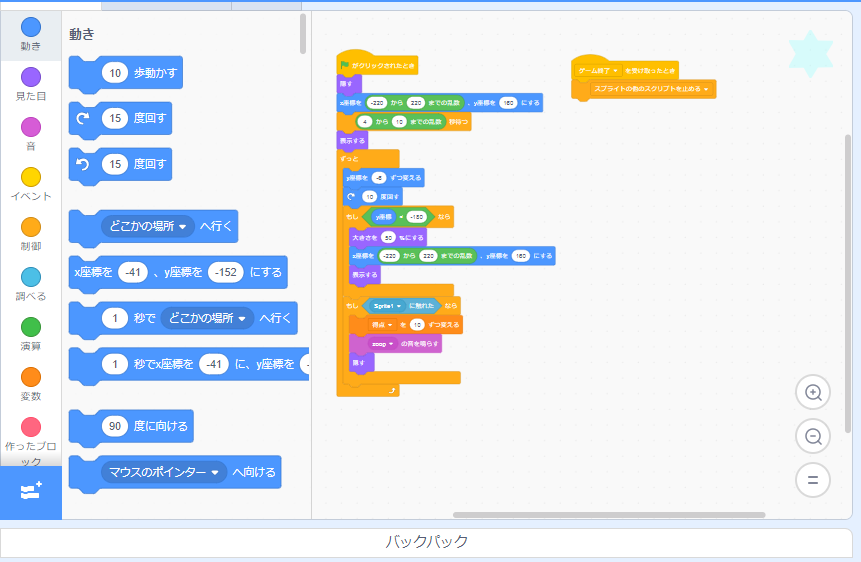 動き
見た目
音
イベント
制御
調べる
演算
変数
作ったブロ
ック
動き
10 歩動かす
15 度回す
15 度回す
どこかの場所 へ行く
x座標を -41 、y座標を -152 にする
1 秒で どこかの場所 へ行く
1 秒でx座標を -41 に、y座標を
90 度に向ける
マウスのポインター へ向ける
がクリックされたとき
隠す
x座標を -220 から 220 までの乱数 、y座標を 160 にする
4 から 10 までの乱数 秒待つ
表示する
ずっと
y座標を -5 ずつ変える
10 度回す
もし y座標 < -150 なら
大きさを 50 %にする
x座標を -220 から 220 までの乱数 、y座標を 160 にする
表示する
もし Sprite1 に触れた なら
得点 を 10 ずつ変える
の音を鳴らす
隠す
ゲーム終了 を受け取ったとき
スプライトの他のスクリプトを止める
バックパック